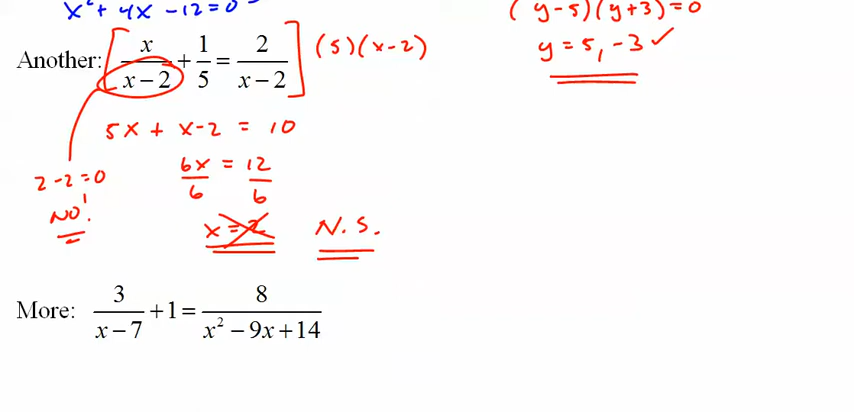 x² + 4x - 12 = 0
(y-5)(y+3) = 0
y = 5, -3 ✓
Another: [x/(x-2) + 1/5 = 2/(x-2)] (5)(x-2)
5x + x-2 = 10
2-2=0
NO!
6x/6 = 12/6
x = 2
N.S.
More: 3/(x-7) + 1 = 8/(x² - 9x + 14)